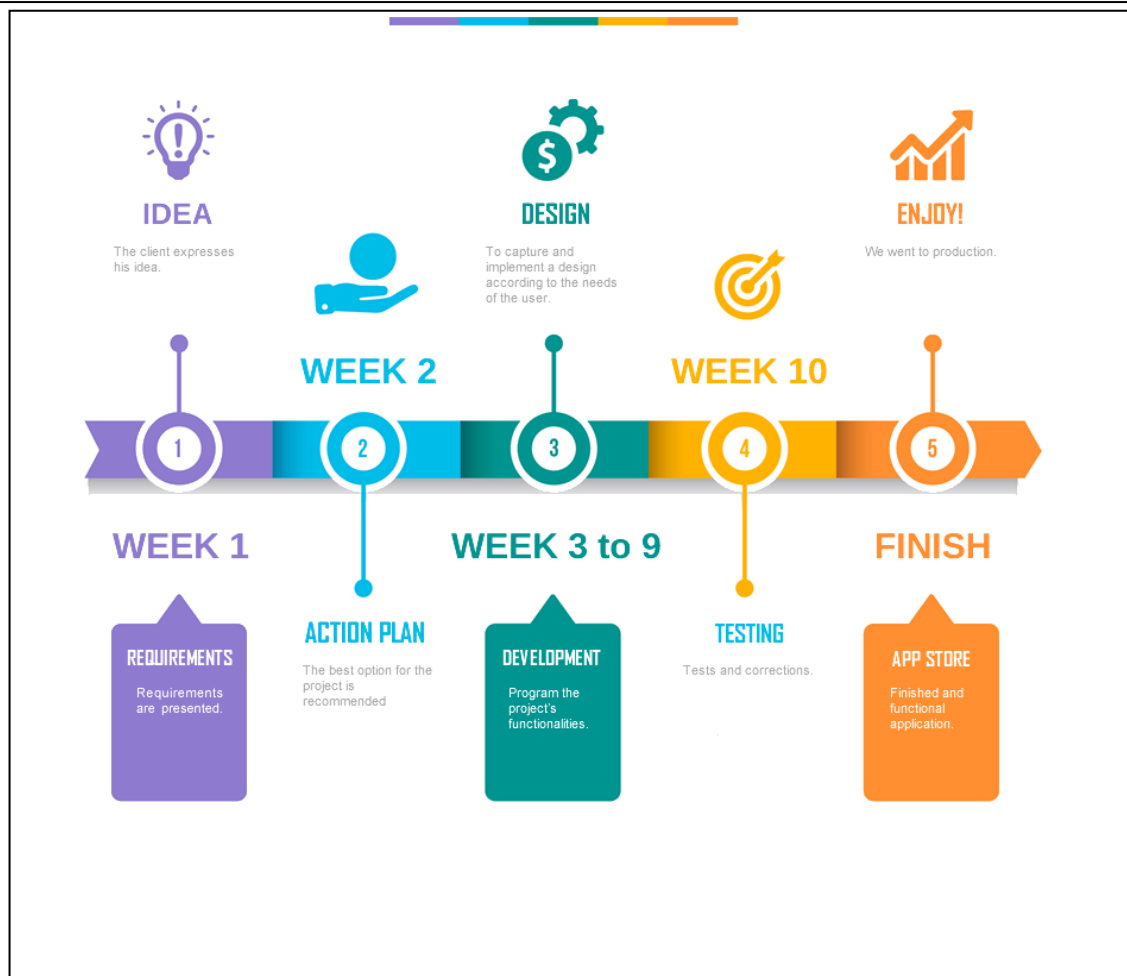 IDEA
The client expresses
his idea.
DESIGN
To capture and
implement a design
according to the needs
of the user.
ENJOY!
We went to production.
WEEK 2
WEEK 10
1
2
3
4
5
WEEK 1
WEEK 3 to 9
FINISH
REQUIREMENTS
Requirements
are presented.
ACTION PLAN
The best option for the
project is
recommended
DEVELOPMENT
Program the
project's
functionalities.
TESTING
Tests and corrections.
APP STORE
Finished and
functional
application.